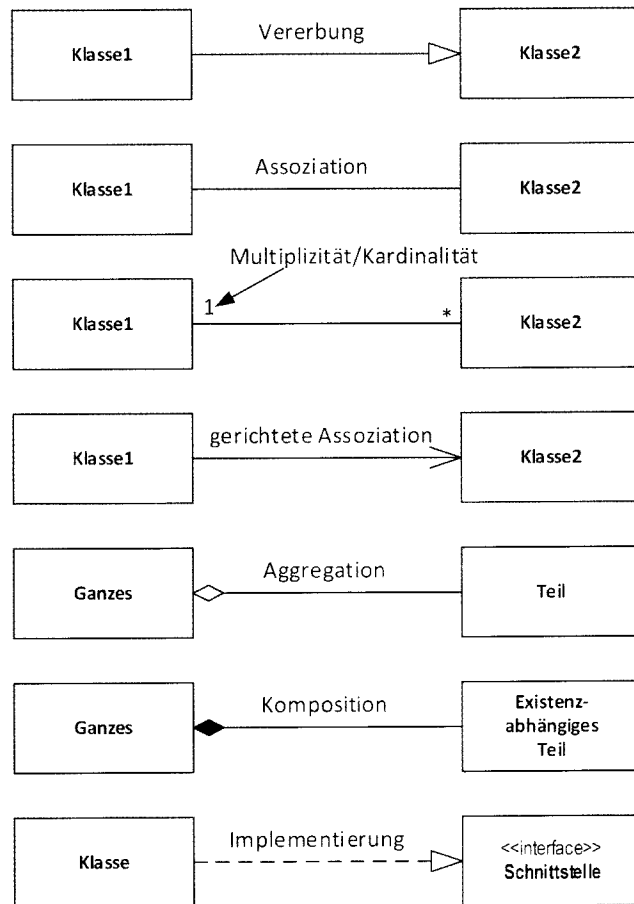 Klasse1
Vererbung
Klasse2
Klasse1
Assoziation
Klasse2
Multiplizität/Kardinalität
Klasse1
1
*
Klasse2
Klasse1
gerichtete Assoziation
Klasse2
Ganzes
Aggregation
Teil
Ganzes
Komposition
Existenz-
abhängiges
Teil
Klasse
Implementierung
<<interface>>
Schnittstelle